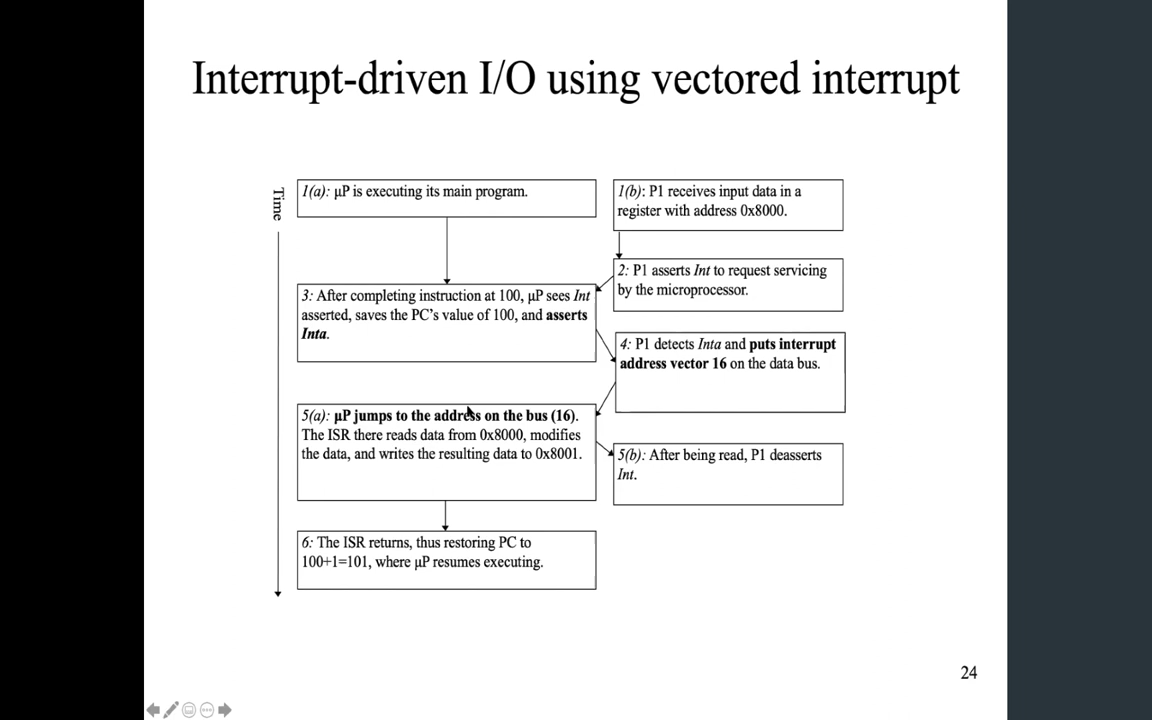 Interrupt-driven I/O using vectored interrupt
Time
1(a): μP is executing its main program.
1(b): P1 receives input data in a
register with address 0x8000.
2: P1 asserts Int to request servicing
by the microprocessor.
3: After completing instruction at 100, μP sees Int
asserted, saves the PC’s value of 100, and asserts
Inta.
4: P1 detects Inta and puts interrupt
address vector 16 on the data bus.
5(a): μP jumps to the address on the bus (16).
The ISR there reads data from 0x8000, modifies
the data, and writes the resulting data to 0x8001.
5(b): After being read, P1 deasserts
Int.
6: The ISR returns, thus restoring PC to
100+1=101, where μP resumes executing.
24